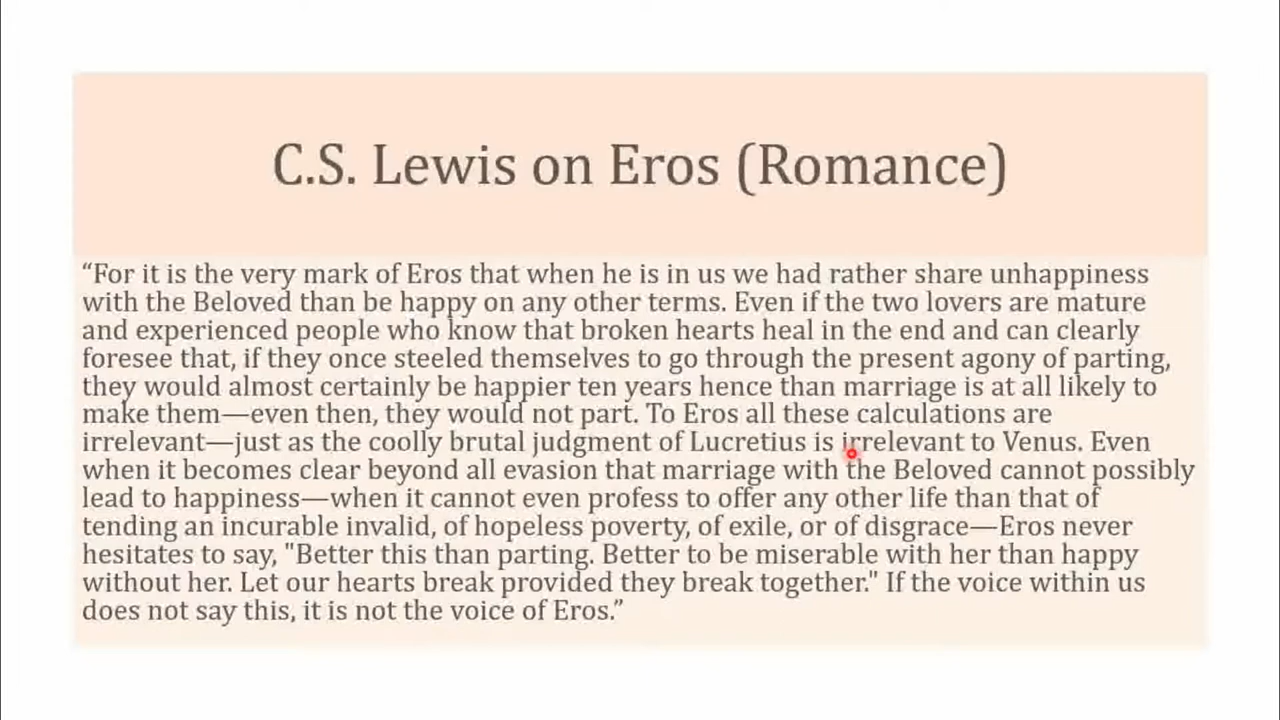 C.S. Lewis on Eros (Romance)
“For it is the very mark of Eros that when he is in us we had rather share unhappiness
with the Beloved than be happy on any other terms. Even if the two lovers are mature
and experienced people who know that broken hearts heal in the end and can clearly
foresee that, if they once steeled themselves to go through the present agony of parting,
they would almost certainly be happier ten years hence than marriage is at all likely to
make them—even then, they would not part. To Eros all these calculations are
irrelevant—just as the coolly brutal judgment of Lucretius is irrelevant to Venus. Even
when it becomes clear beyond all evasion that marriage with the Beloved cannot possibly
lead to happiness—when it cannot even profess to offer any other life than that of
tending an incurable invalid, of hopeless poverty, of exile, or of disgrace—Eros never
hesitates to say, "Better this than parting. Better to be miserable with her than happy
without her. Let our hearts break provided they break together." If the voice within us
does not say this, it is not the voice of Eros.”